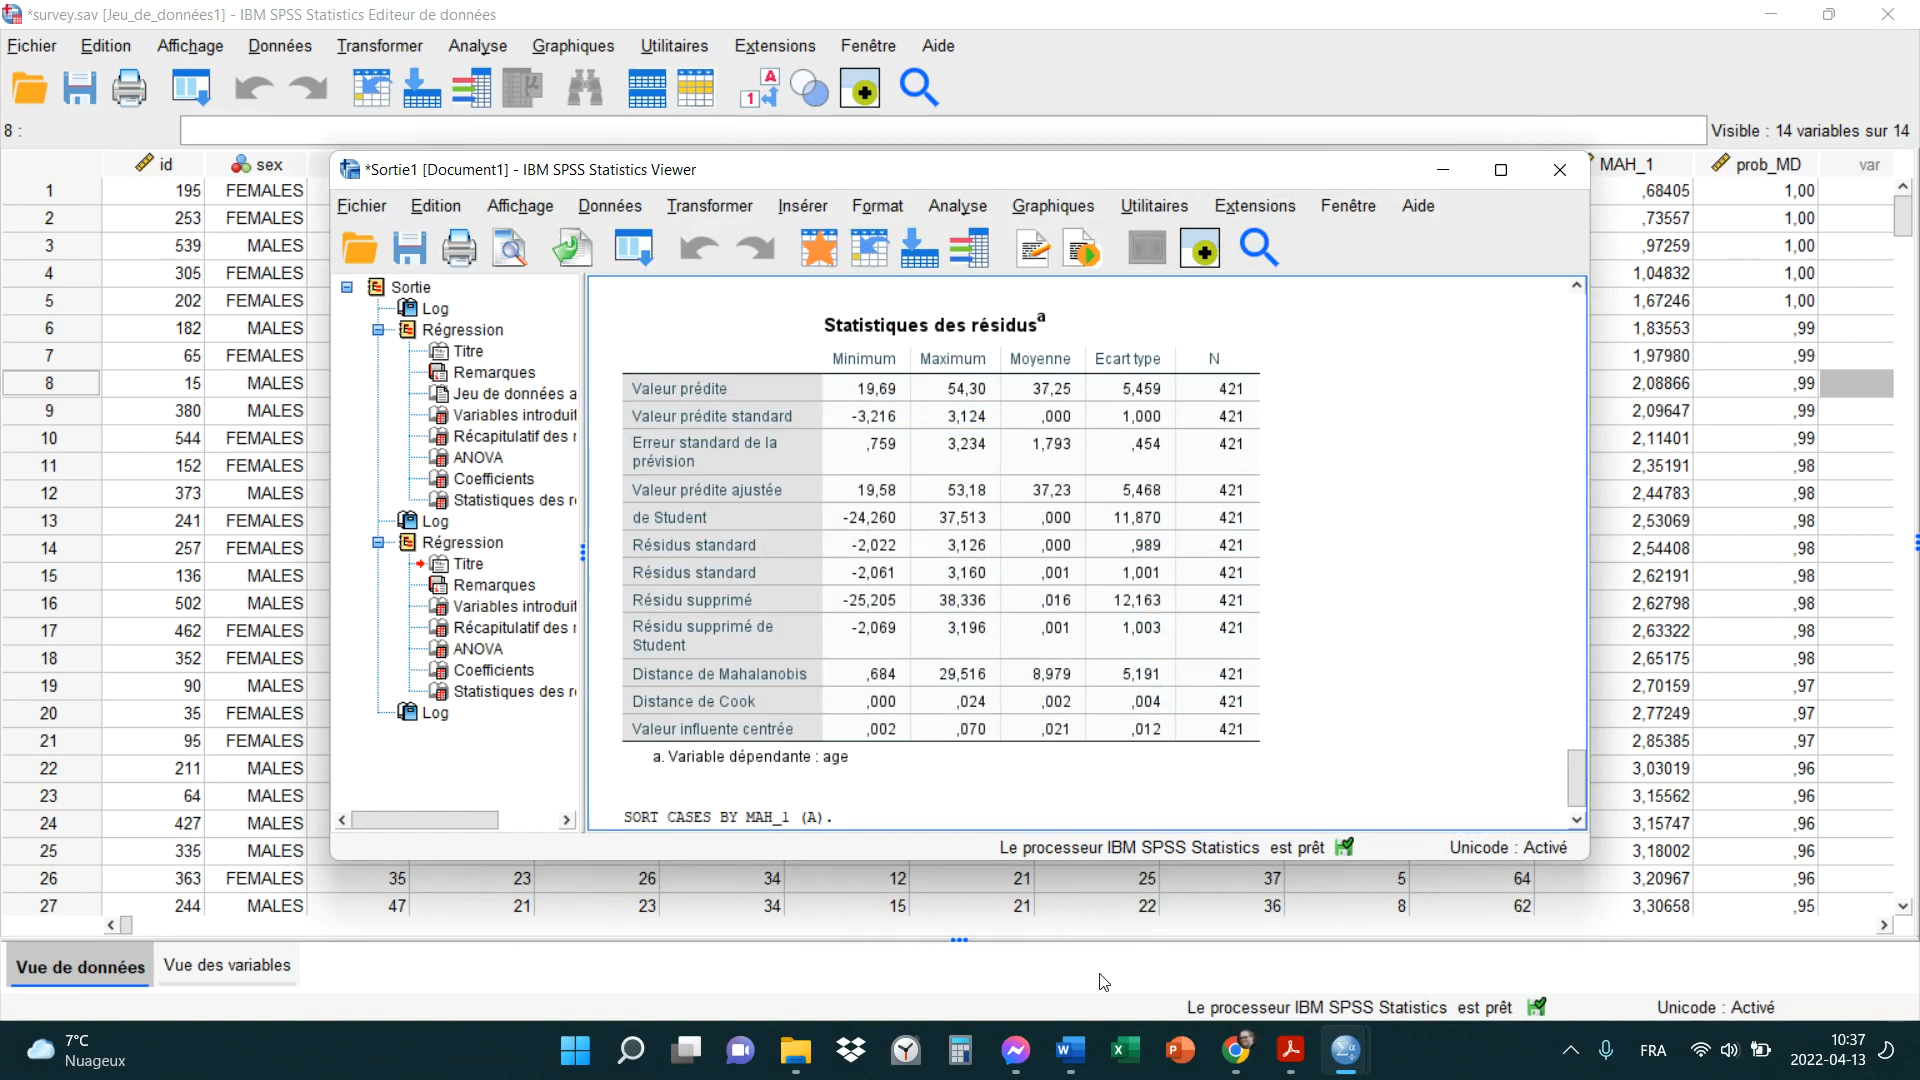 *survey.sav [Jeu_de_données1] - IBM SPSS Statistics Editeur de données
Fichier Edition Affichage Données Transformer Analyse Graphiques Utilitaires Extensions Fenêtre Aide
8 :
Visible : 14 variables sur 14
id sex MAH_1 prob_MD var
1 195 FEMALES ,68405 1,00
2 253 FEMALES ,73557 1,00
3 539 MALES ,97259 1,00
4 305 FEMALES 1,04832 1,00
5 202 FEMALES 1,67246 1,00
6 182 MALES 1,83553 ,99
7 65 FEMALES 1,97980 ,99
8 15 MALES 2,08866 ,99
9 380 MALES 2,09647 ,99
10 544 FEMALES 2,11401 ,99
11 152 FEMALES 2,35191 ,98
12 373 MALES 2,44783 ,98
13 241 FEMALES 2,53069 ,98
14 257 FEMALES 2,54408 ,98
15 136 MALES 2,62191 ,98
16 502 MALES 2,62798 ,98
17 462 FEMALES 2,63322 ,98
18 352 FEMALES 2,65175 ,98
19 90 MALES 2,70159 ,97
20 35 FEMALES 2,77249 ,97
21 95 FEMALES 2,85385 ,97
22 211 MALES 3,03019 ,96
23 64 MALES 3,15562 ,96
24 427 MALES 3,15747 ,96
25 335 MALES 3,18002 ,96
26 363 FEMALES 35 23 26 34 12 21 25 37 5 64 3,20967 ,96
27 244 MALES 47 21 23 34 15 21 22 36 8 62 3,30658 ,95
*Sortie1 [Document1] - IBM SPSS Statistics Viewer
Fichier Edition Affichage Données Transformer Insérer Format Analyse Graphiques Utilitaires Extensions Fenêtre Aide
Sortie
Log
Régression
Titre
Remarques
Jeu de données a
Variables introduit
Récapitulatif des
ANOVA
Coefficients
Statistiques des
Log
Régression
Titre
Remarques
Variables introduit
Récapitulatif des
ANOVA
Coefficients
Statistiques des
Log
Statistiques des résidusa
Minimum Maximum Moyenne Ecart type N
Valeur prédite 19,69 54,30 37,25 5,459 421
Valeur prédite standard -3,216 3,124 ,000 1,000 421
Erreur standard de la
prévision ,759 3,234 1,793 ,454 421
Valeur prédite ajustée 19,58 53,18 37,23 5,468 421
de Student -24,260 37,513 ,000 11,870 421
Résidus standard -2,022 3,126 ,000 ,989 421
Résidus standard -2,061 3,160 ,001 1,001 421
Résidu supprimé -25,205 38,336 ,016 12,163 421
Résidu supprimé de
Student -2,069 3,196 ,001 1,003 421
Distance de Mahalanobis ,684 29,516 8,979 5,191 421
Distance de Cook ,000 ,024 ,002 ,004 421
Valeur influente centrée ,002 ,070 ,021 ,012 421
a. Variable dépendante : age
SORT CASES BY MAH_1 (A).
Le processeur IBM SPSS Statistics est prêt Unicode : Activé
Vue de données Vue des variables
Le processeur IBM SPSS Statistics est prêt Unicode : Activé
7°C
Nuageux
FRA
10:37
2022-04-13